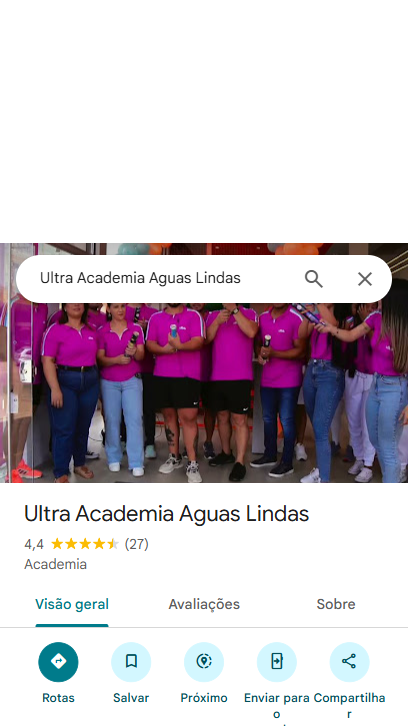 Ultra Academia Aguas Lindas
Ultra Academia Aguas Lindas
4,4 (27)
Academia
Visão geral Avaliações Sobre
Rotas Salvar Próximo Enviar para o Compartilhar